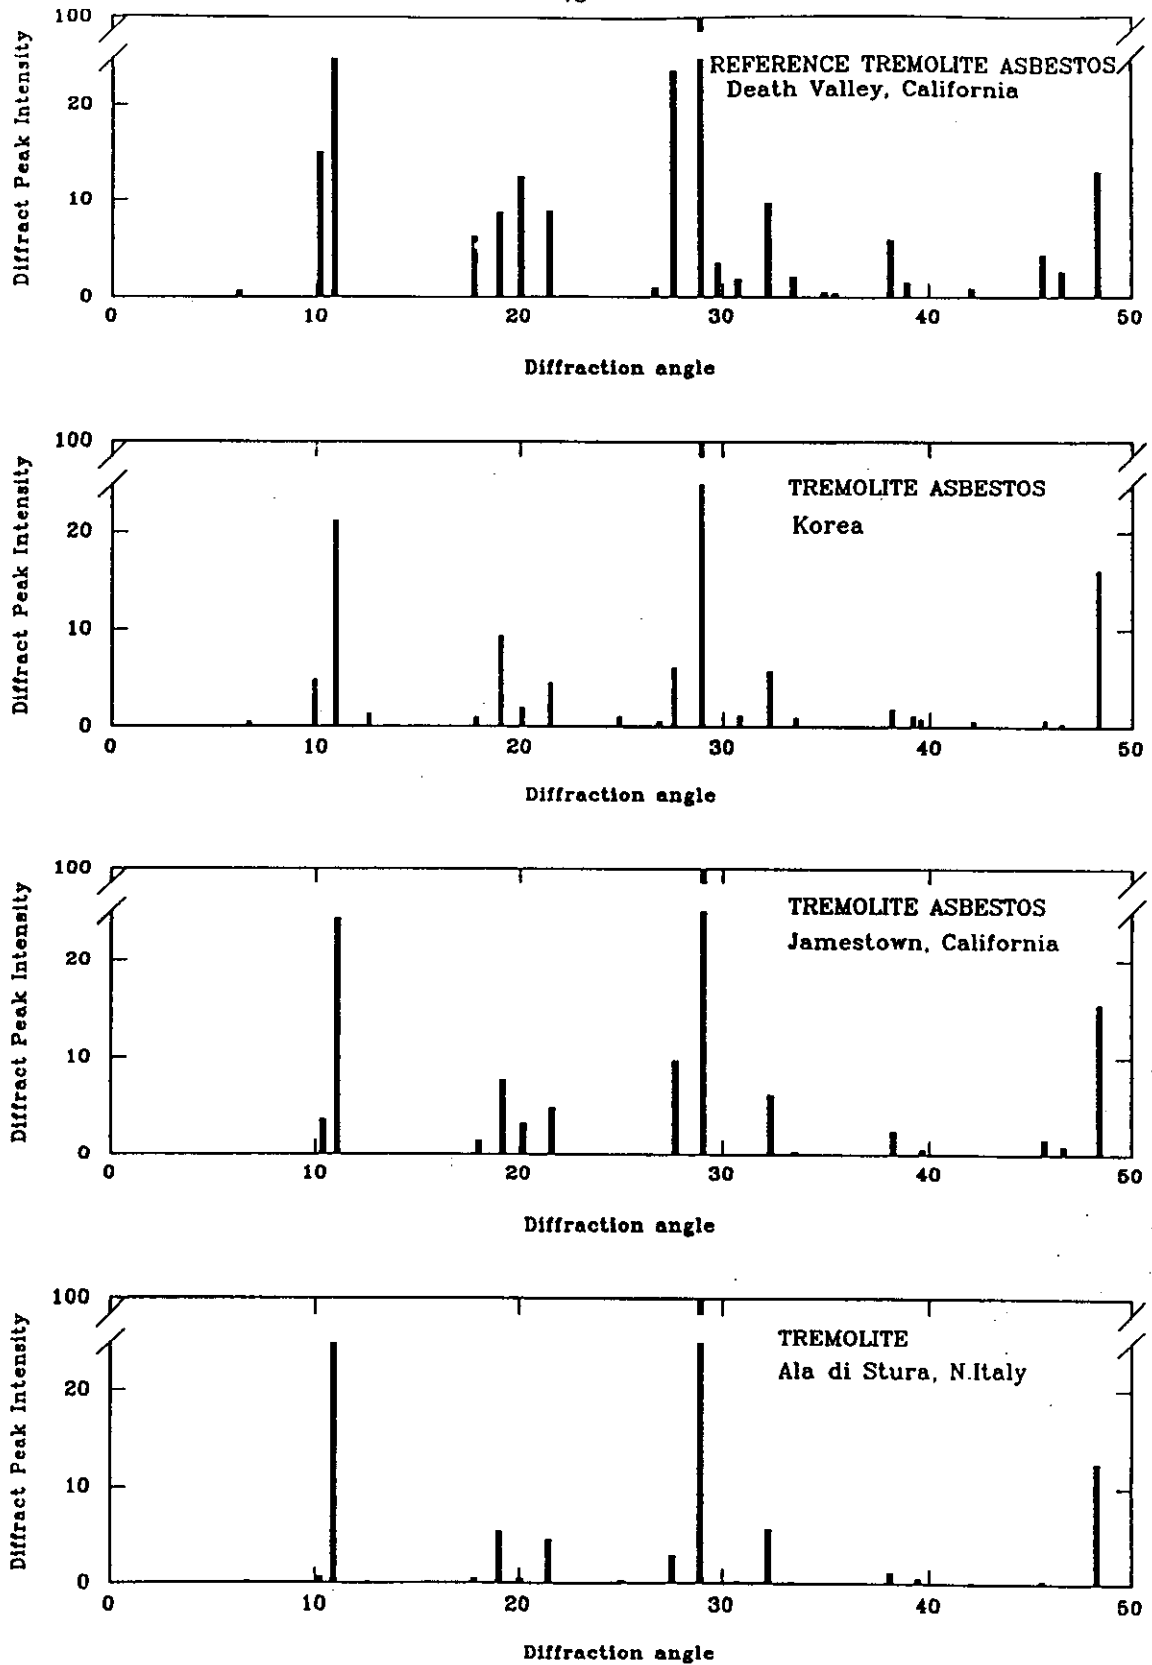 100
REFERENCE TREMOLITE ASBESTOS
Death Valley, California
20
10
0
Diffract Peak Intensity
0 10 20 30 40 50
Diffraction angle
100
TREMOLITE ASBESTOS
Korea
20
10
0
Diffract Peak Intensity
0 10 20 30 40 50
Diffraction angle
100
TREMOLITE ASBESTOS
Jamestown, California
20
10
0
Diffract Peak Intensity
0 10 20 30 40 50
Diffraction angle
100
TREMOLITE
Ala di Stura, N.Italy
20
10
0
Diffract Peak Intensity
0 10 20 30 40 50
Diffraction angle